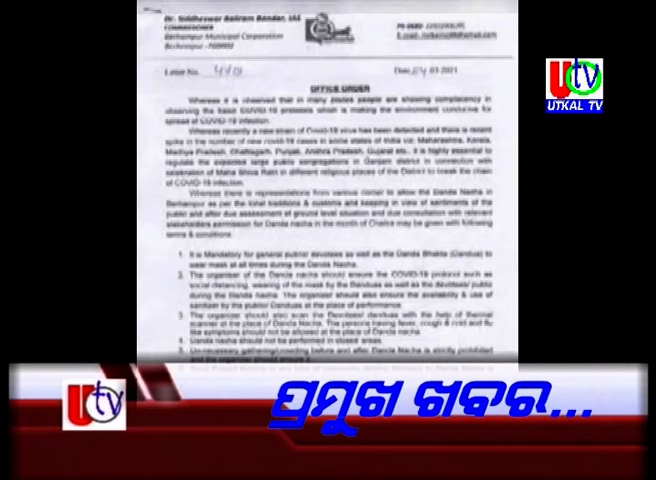 Dr. Siddheswar Baliram Bondar, IAS
COMMISSIONER
Berhampur Municipal Corporation
Berhampur - 760002
Letter No.
Date 03-2021
OFFICE ORDER
Whereas it is observed that in many places people are showing complacency in
observing the basic COVID-19 protocols which is making the environment conducive for
spread of COVID-19 infection.
Whereas recently a new strain of Covid-19 virus has been detected and there is recent
spike in the number of new covid-19 cases in some states of India viz. Maharashtra, Kerala,
Madhya Pradesh, Chattisgarh, Punjab, Andhra Pradesh, Gujarat etc., it is highly essential to
regulate the expected large public congregations in Ganjam district in connection with
celebration of Maha Shiva Ratri in different religious places of the District to break the chain
of COVID-19 infection.
Whereas there is representations from various corner to allow the Danda Nacha in
Berhampur as per the total traditions & customs and keeping in view of sentiments of the
public and after due assessment of ground level situation and due consultation with relevant
stakeholders permission for Danda nacha in the month of Chaitra may be given with following
terms & conditions.
1. It is Mandatory for general public/ devotees as well as the Danda Bhakta (Danduas) to
wear mask at all times during the Danda Nacha.
2. The organiser of the Danda nacha should ensure the COVID-19 protocol such as
social distancing, wearing of the mask by the Danduas as well as the devotees/ public
during the Danda nacha. The organizer should also ensure the availability & use of
sanitizer by the public/ Danduas at the place of performance.
3. The organizer should also scan the Devotees/ danduas with the help of thermal
scanner at the place of Danda Nacha. The persons having fever, cough & cold and flu
like symptoms should not be allowed at the place of Danda nacha.
4. Danda nacha should not be performed in closed areas.
5. Un-necessary gathering/crowding before and after Danda Nacha is strictly prohibited
and the organizer should ensure it.
Utv
UTKAL TV
Utv
ପ୍ରମୁଖ ଖବର...